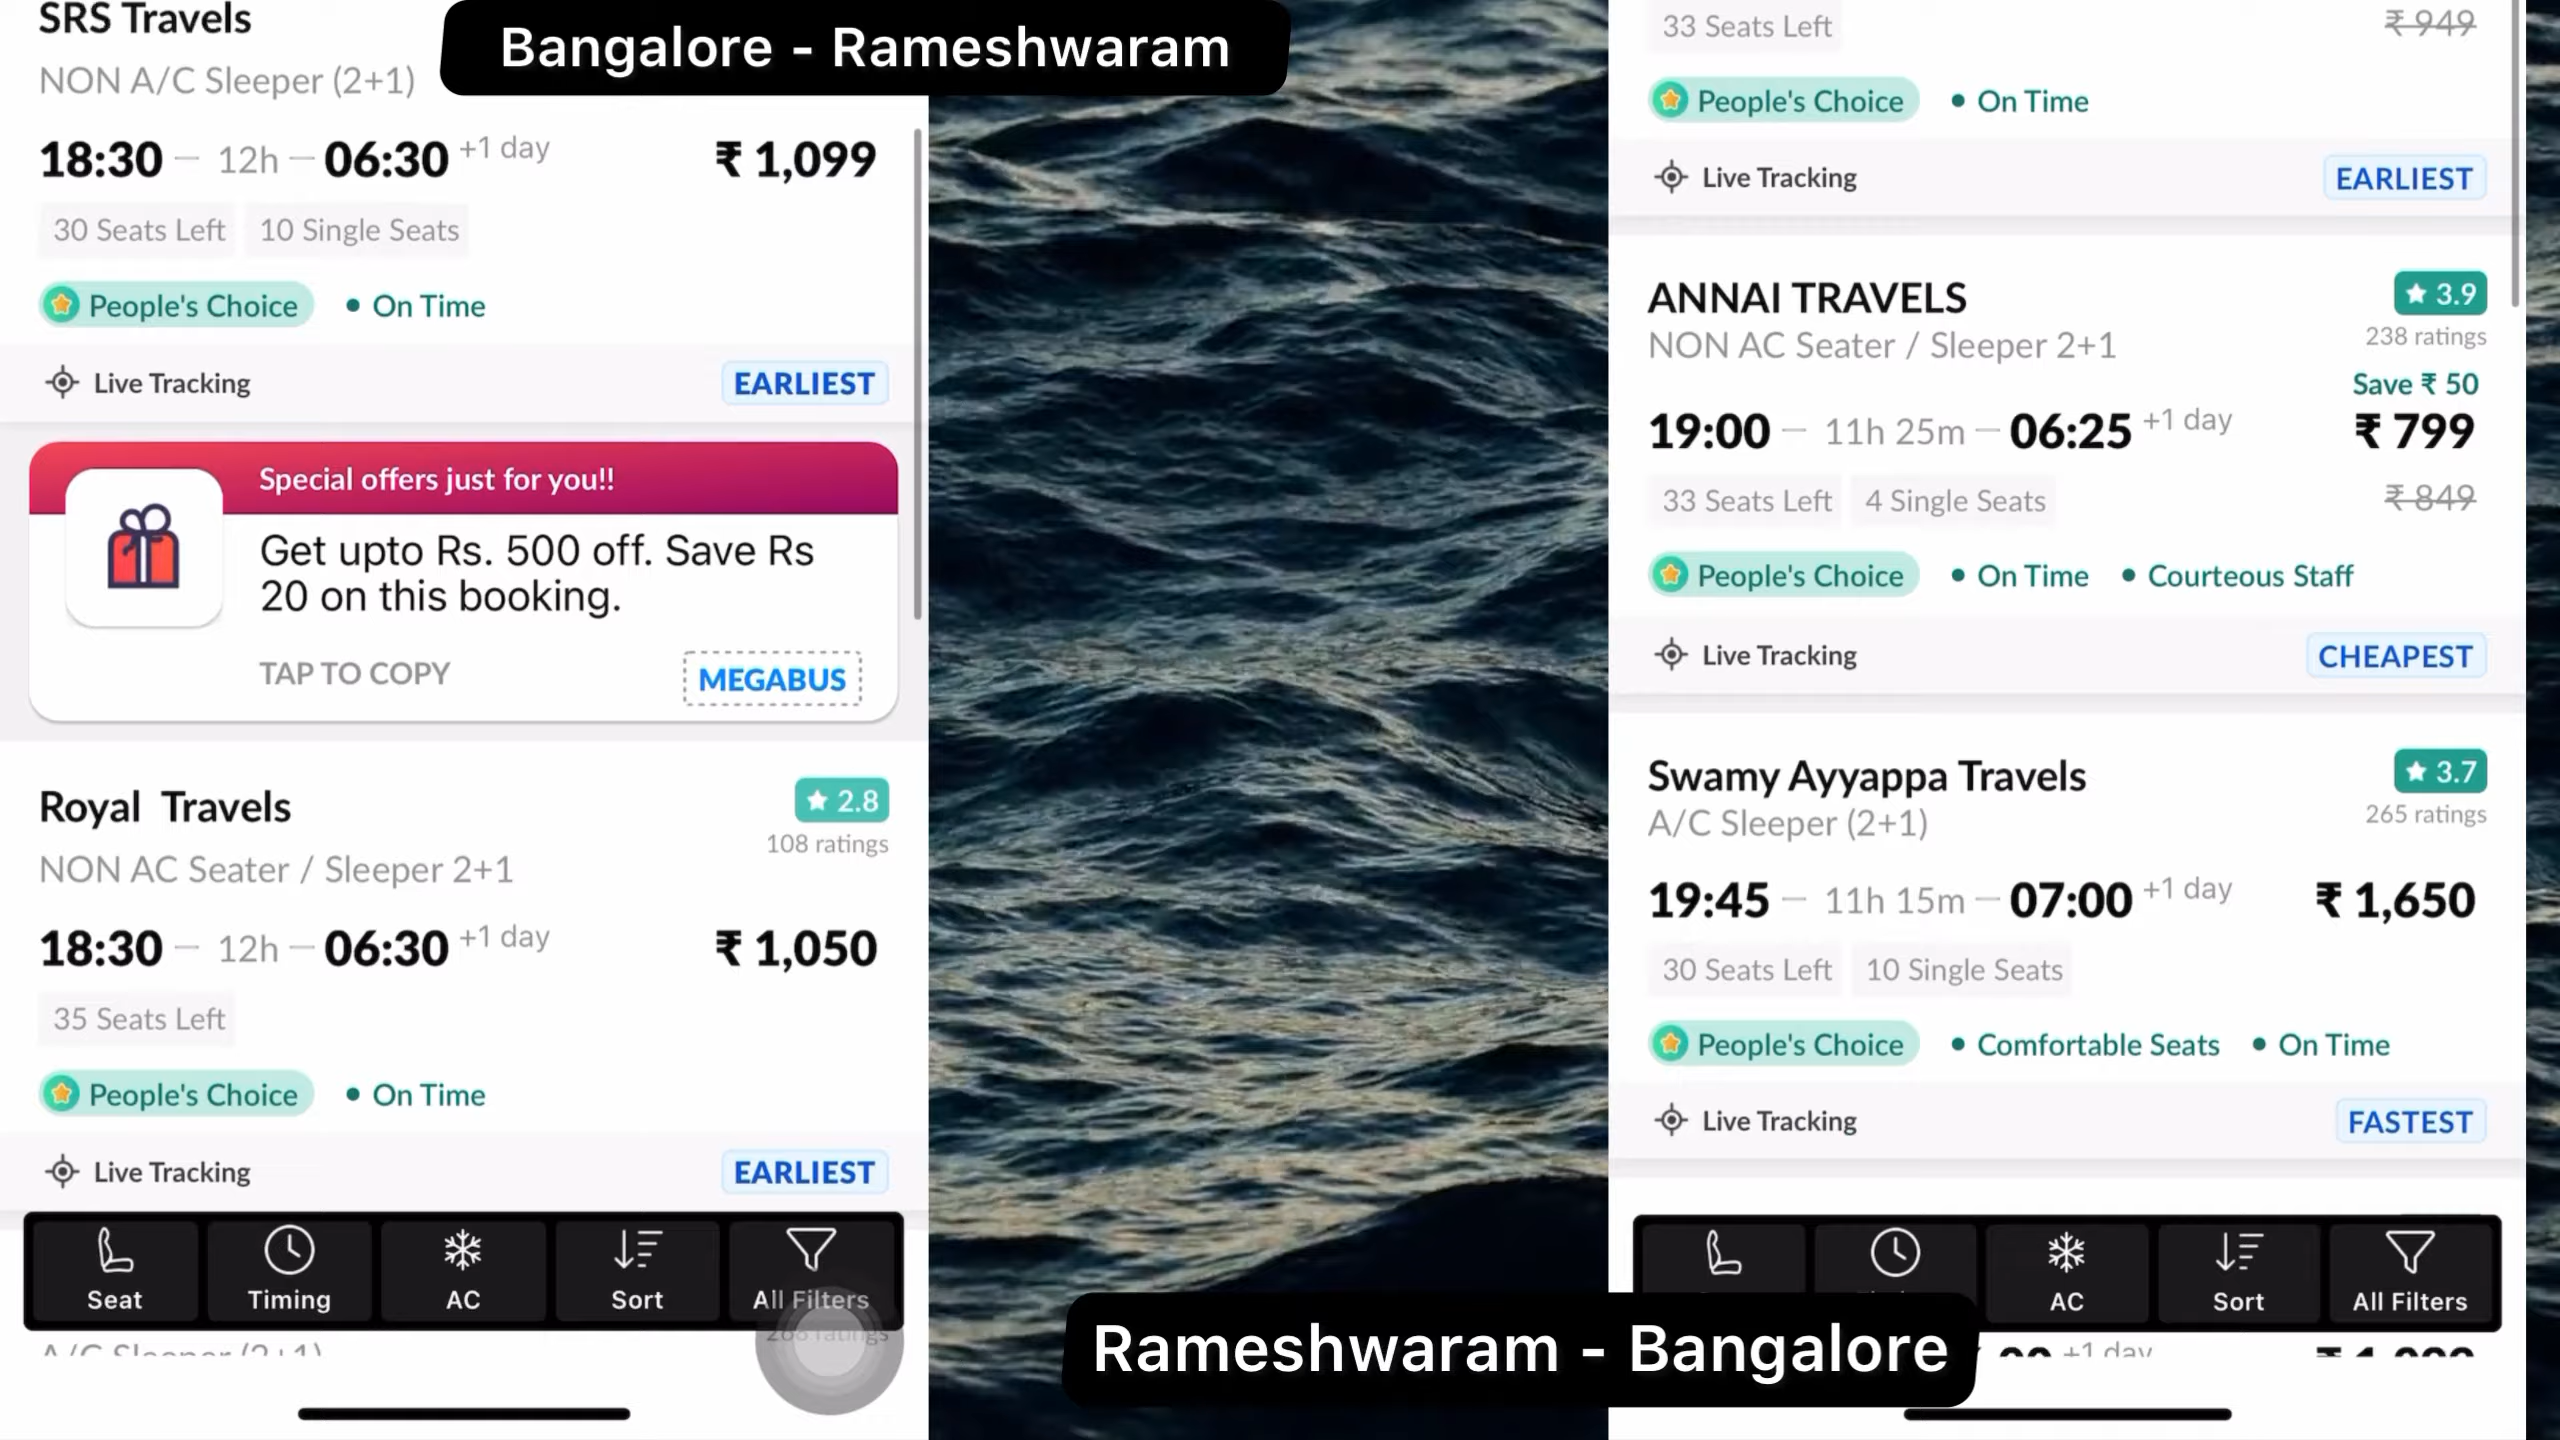 Bangalore - Rameshwaram
SRS Travels
NON A/C Sleeper (2+1)
18:30 — 12h — 06:30 +1 day ₹ 1,099
30 Seats Left 10 Single Seats
People's Choice • On Time
Live Tracking EARLIEST
Special offers just for you!!
Get upto Rs. 500 off. Save Rs
20 on this booking.
TAP TO COPY MEGABUS
Royal Travels ★ 2.8
108 ratings
NON AC Seater / Sleeper 2+1
18:30 — 12h — 06:30 +1 day ₹ 1,050
35 Seats Left
People's Choice • On Time
Live Tracking EARLIEST
Seat Timing AC Sort All Filters
A/C Sleeper (2+1)
33 Seats Left ₹ 949
People's Choice • On Time
Live Tracking EARLIEST
ANNAI TRAVELS ★ 3.9
NON AC Seater / Sleeper 2+1 238 ratings
Save ₹ 50
19:00 — 11h 25m — 06:25 +1 day ₹ 799
33 Seats Left 4 Single Seats ₹ 849
People's Choice • On Time • Courteous Staff
Live Tracking CHEAPEST
Swamy Ayyappa Travels ★ 3.7
A/C Sleeper (2+1) 265 ratings
19:45 — 11h 15m — 07:00 +1 day ₹ 1,650
30 Seats Left 10 Single Seats
People's Choice • Comfortable Seats • On Time
Live Tracking FASTEST
AC Sort All Filters
+1 day
Rameshwaram - Bangalore